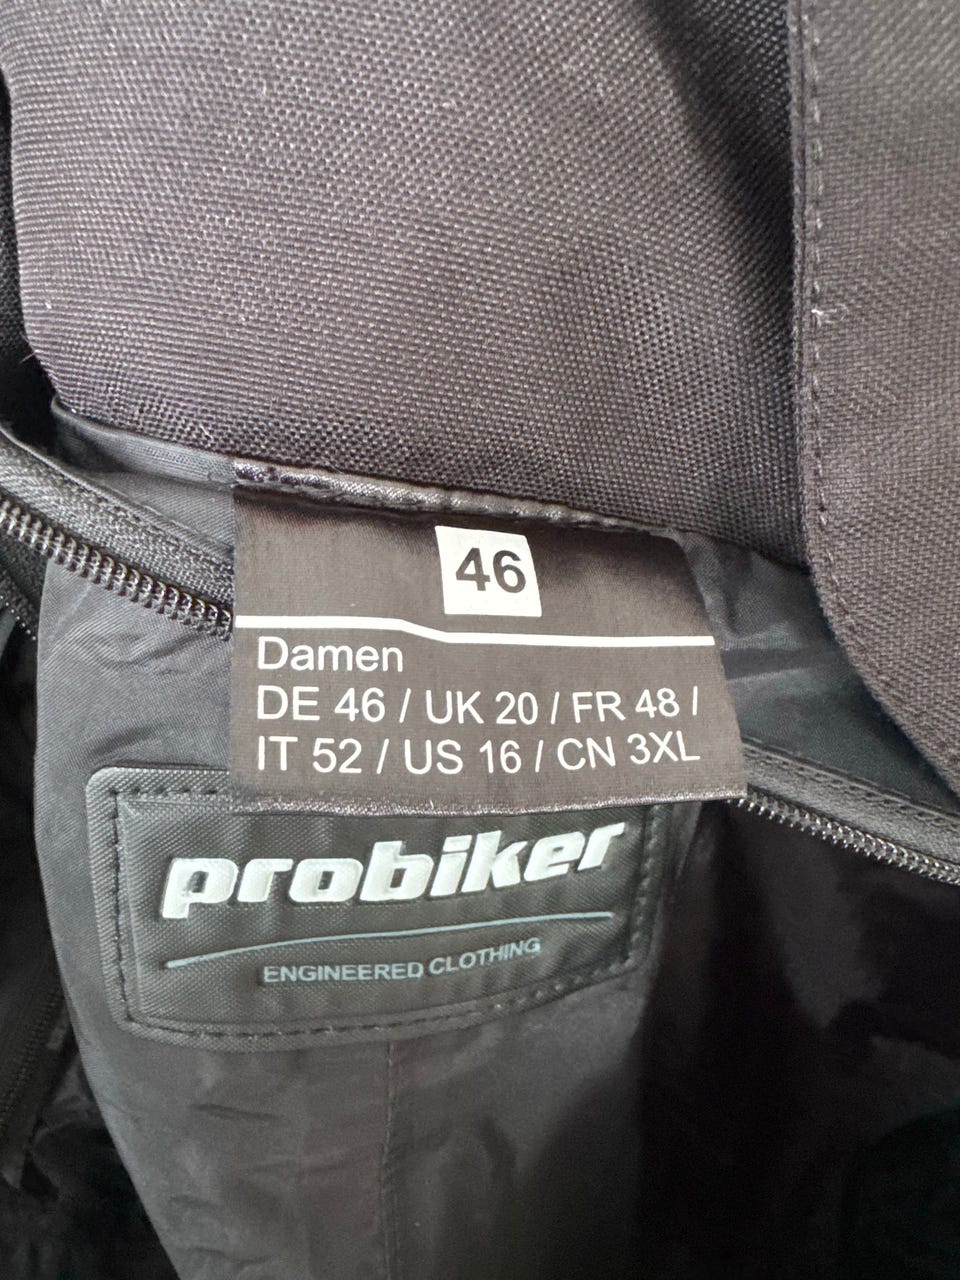 46
Damen
DE 46 / UK 20 / FR 48 /
IT 52 / US 16 / CN 3XL
probiker
ENGINEERED CLOTHING